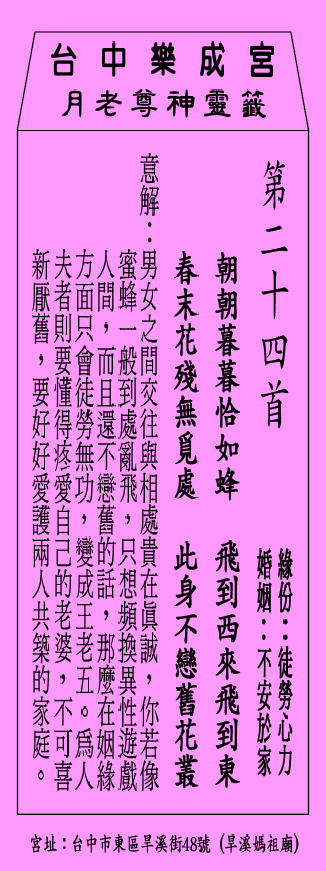 台中樂成宮
月老尊神靈籤
第二十四首
緣份：徒勞心力
婚姻：不安於家
朝朝暮暮恰如蜂　飛到西來飛到東
春末花殘無覓處　此身不戀舊花叢
意解：男女之間交往與相處貴在眞誠，你若像
蜜蜂一般到處亂飛，只想頻換異性遊戲
人間，而且還不戀舊的話，那麼在姻緣
方面只會徒勞無功，變成王老五。爲人
夫者則要懂得疼愛自己的老婆，不可喜
新厭舊，要好好愛護兩人共築的家庭。
宮址：台中市東區旱溪街48號（旱溪媽祖廟）